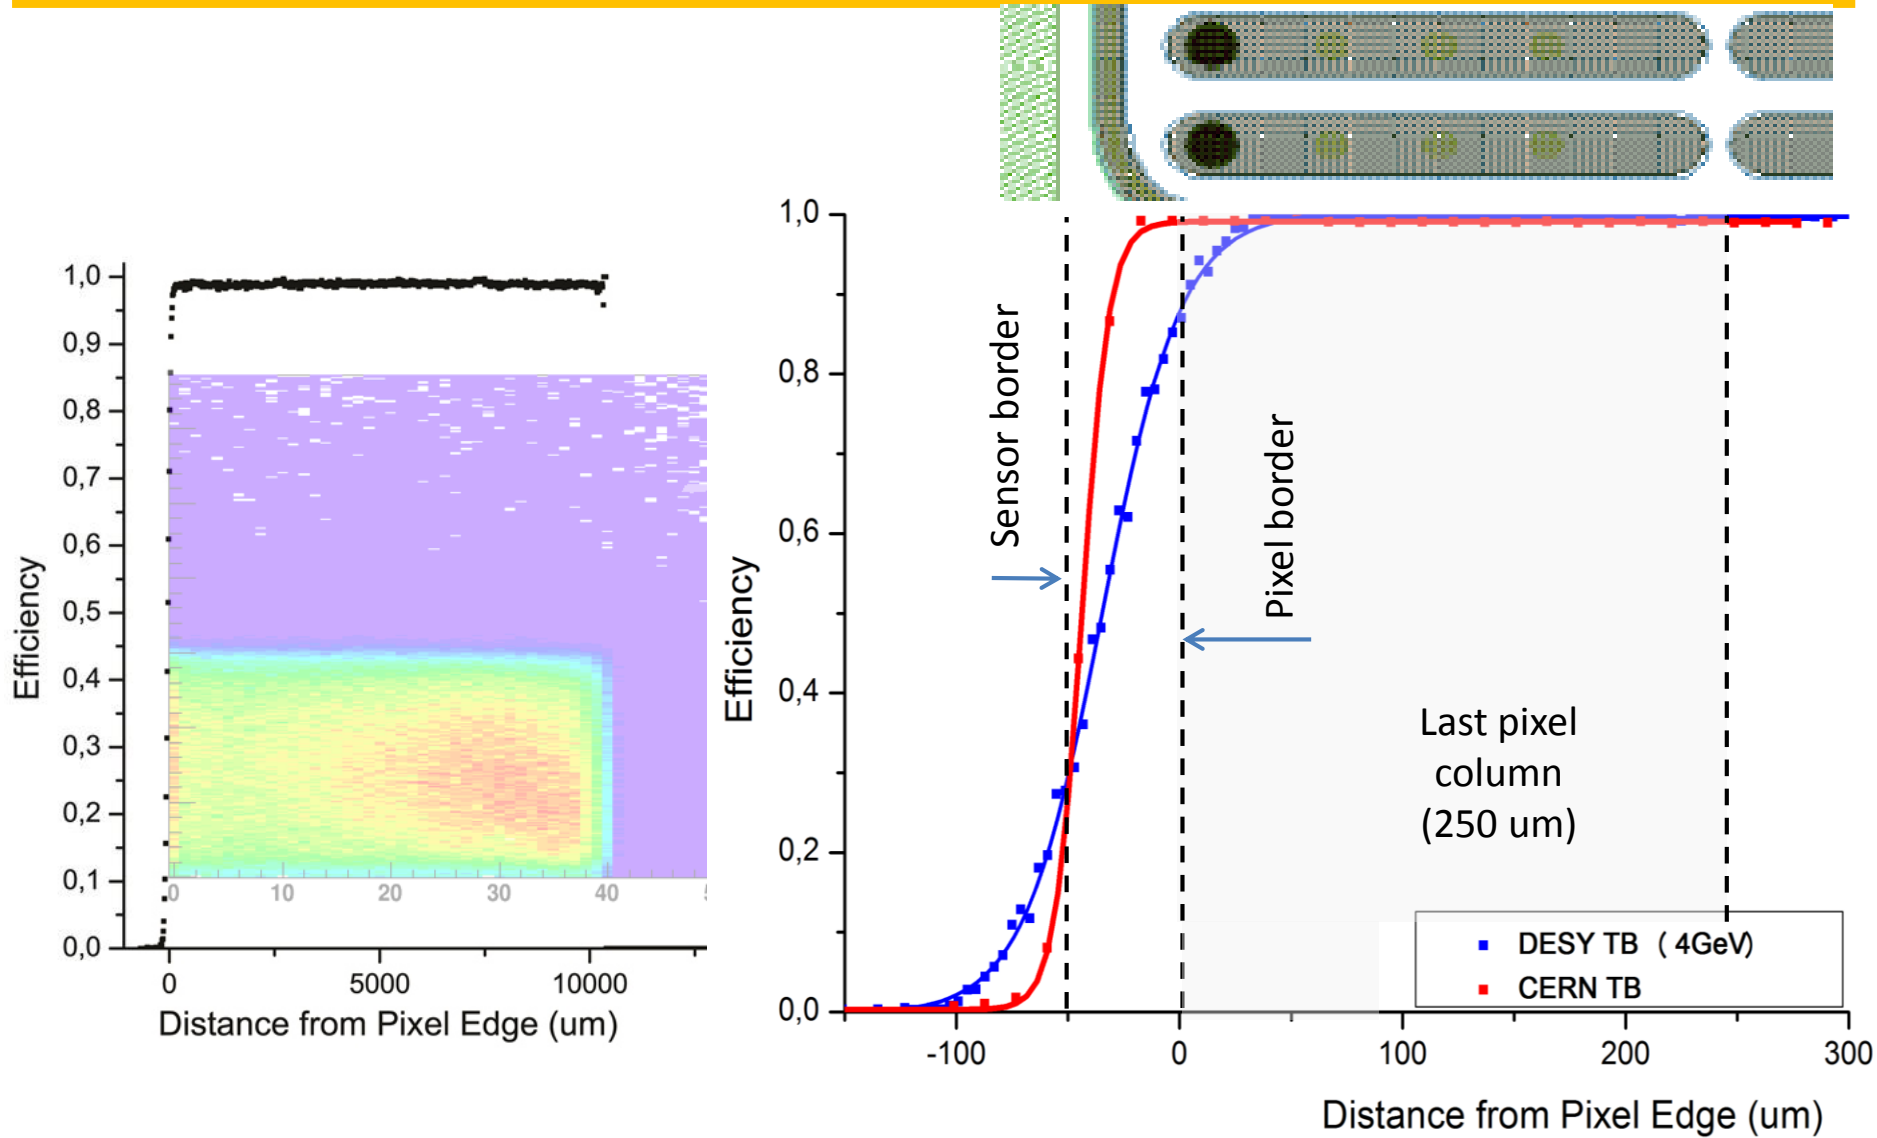 1,0
0,9
0,8
0,7
0,6
0,5
0,4
0,3
0,2
0,1
0,0
Efficiency
0
10
20
30
40
0
5000
10000
Distance from Pixel Edge (um)
1,0
0,8
0,6
0,4
0,2
0,0
Efficiency
Sensor border
Pixel border
Last pixel
column
(250 um)
DESY TB ( 4GeV)
CERN TB
-100
0
100
200
300
Distance from Pixel Edge (um)